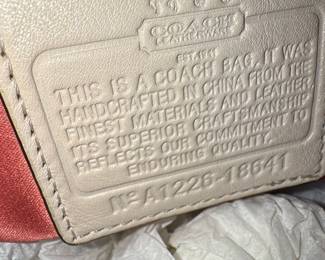 COACH
LEATHERWARE
EST. 1941
THIS IS A COACH BAG. IT WAS
HANDCRAFTED IN CHINA FROM THE
FINEST MATERIALS AND LEATHER
ITS SUPERIOR CRAFTSMANSHIP
REFLECTS OUR COMMITMENT TO
ENDURING QUALITY.
No A1226-18641